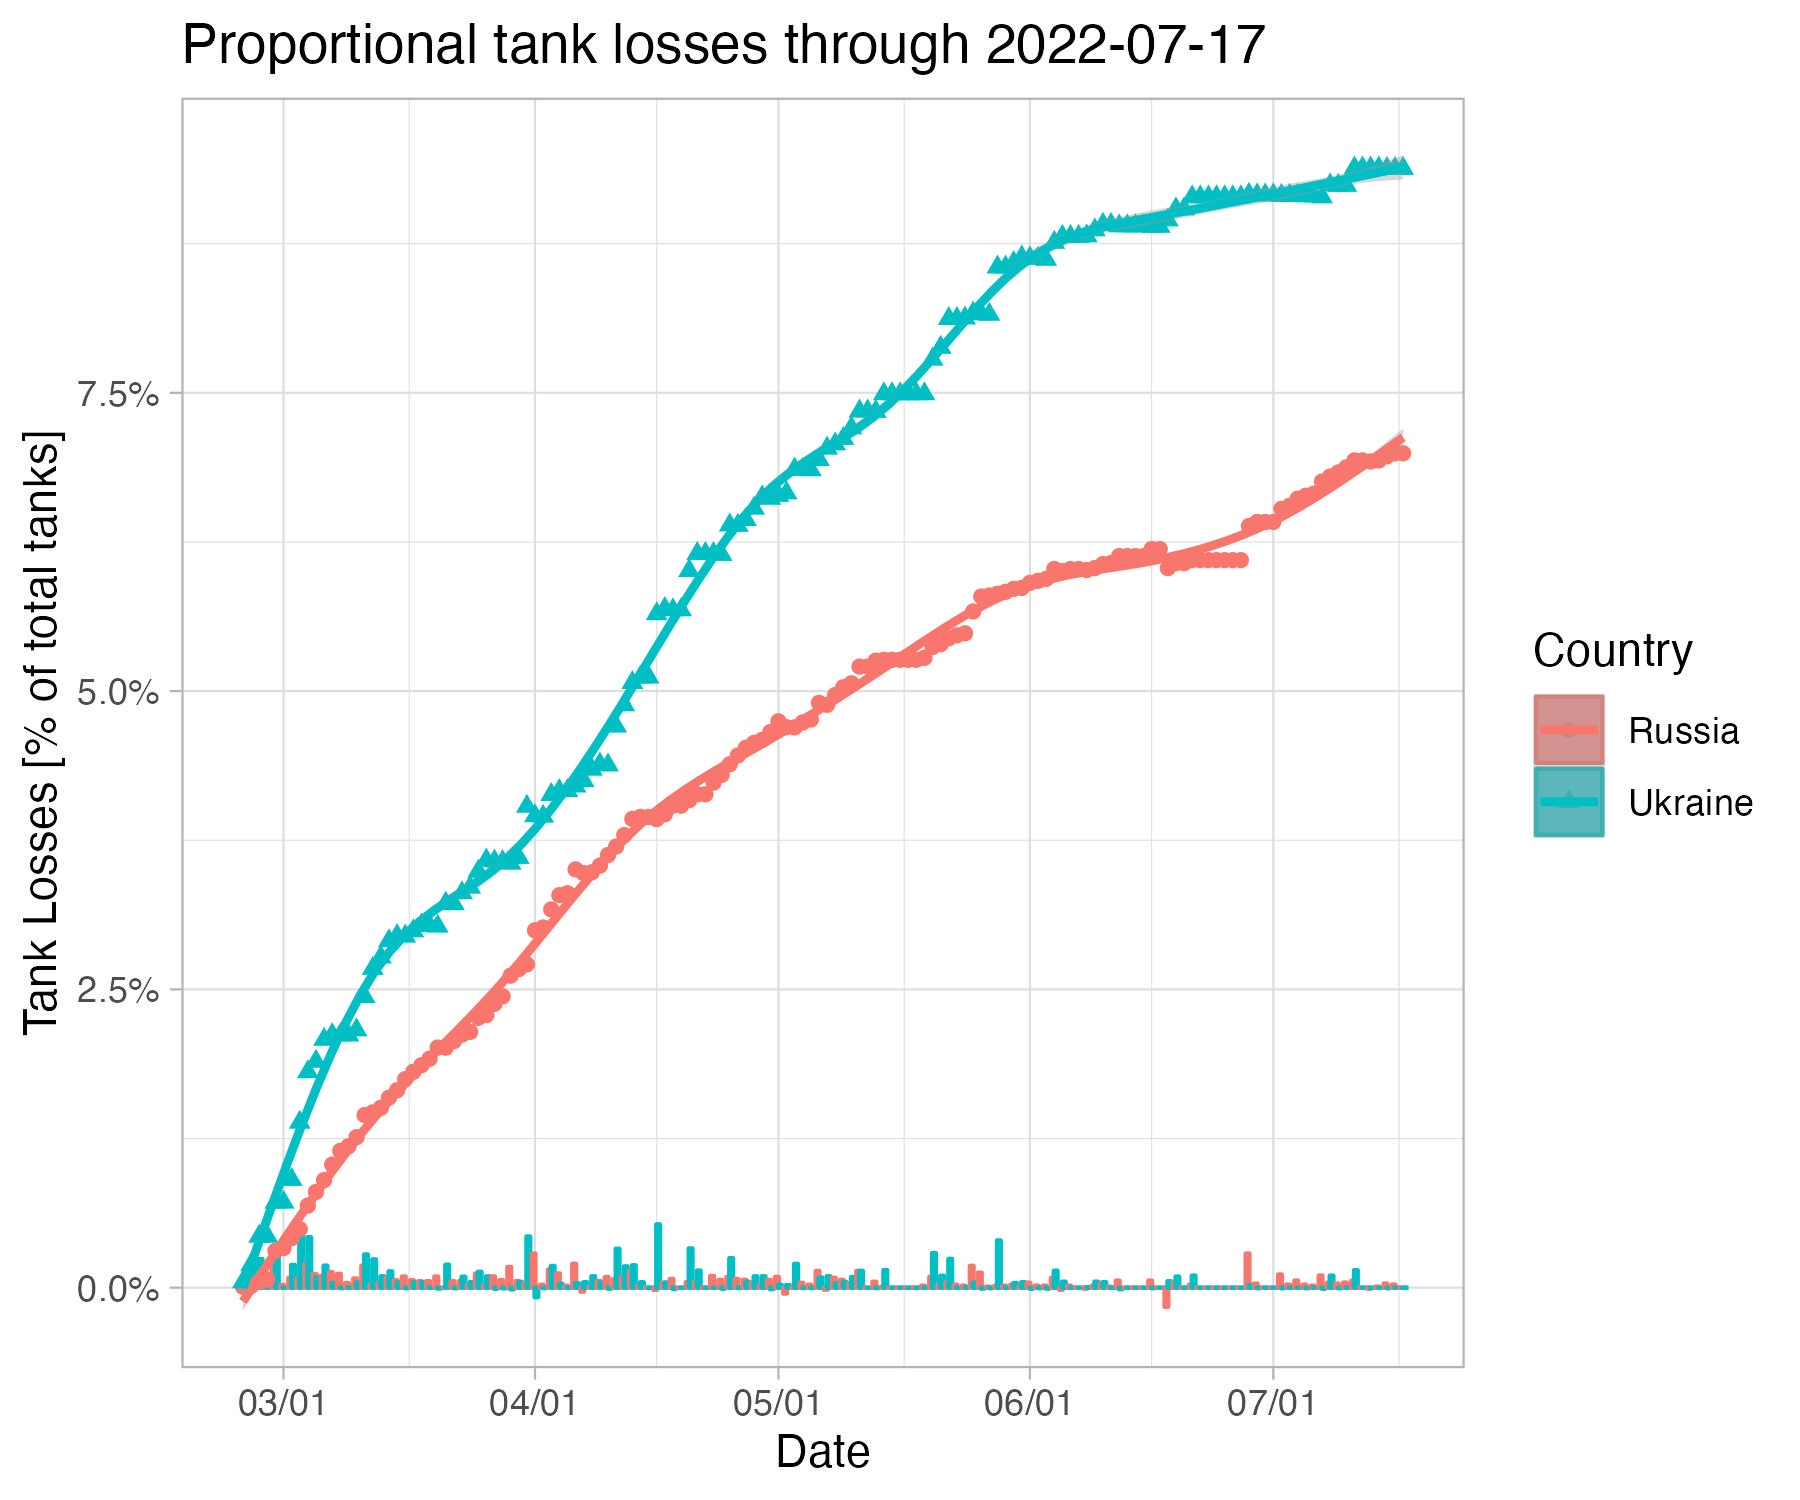 Proportional tank losses through 2022-07-17
Tank Losses [% of total tanks]
7.5%
5.0%
2.5%
0.0%
03/01
04/01
05/01
06/01
07/01
Date
Country
Russia
Ukraine